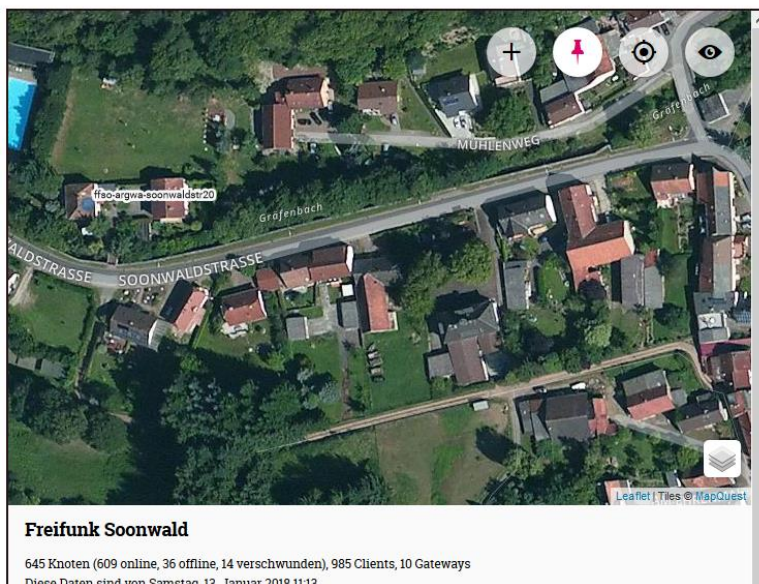 MÜHLENWEG
Gräfenbach
ffso-argwa-soonwaldstr20
Gräfenbach
WALDSTRASSE
SOONWALDSTRASSE
Leaflet | Tiles © MapQuest
Freifunk Soonwald
645 Knoten (609 online, 36 offline, 14 verschwunden), 985 Clients, 10 Gateways
Diese Daten sind von Samstag, 13. Januar 2018 11:13